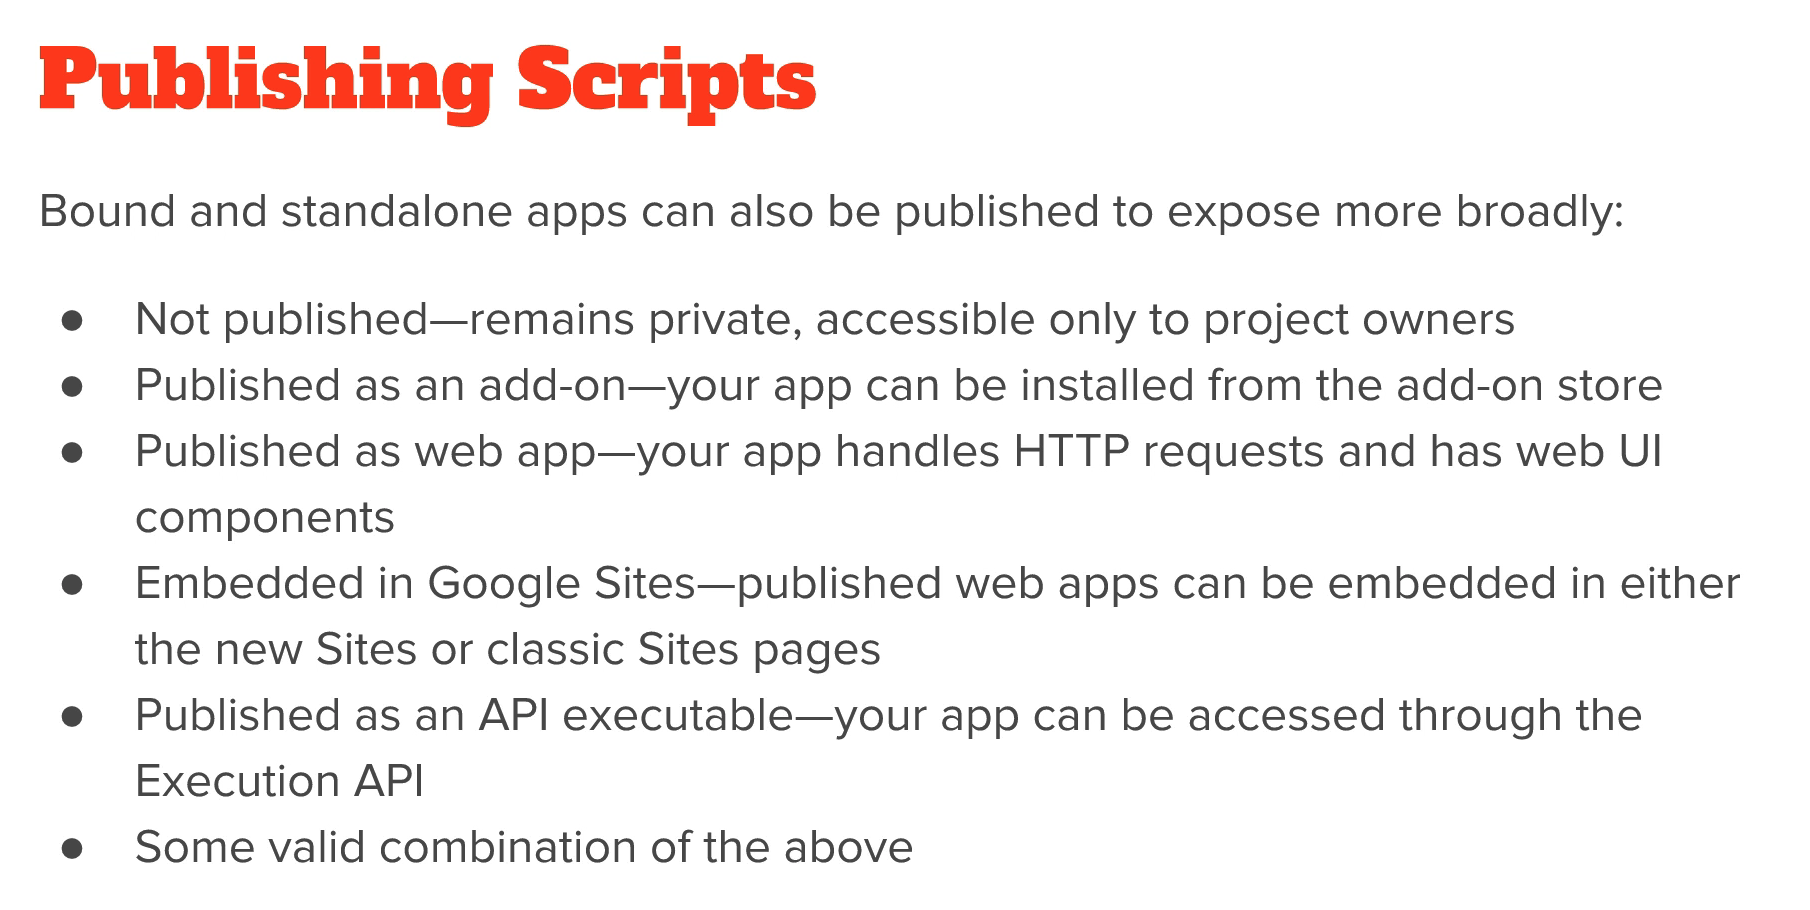 Publishing Scripts
Bound and standalone apps can also be published to expose more broadly:
● Not published—remains private, accessible only to project owners
● Published as an add-on—your app can be installed from the add-on store
● Published as web app—your app handles HTTP requests and has web UI
components
● Embedded in Google Sites—published web apps can be embedded in either
the new Sites or classic Sites pages
● Published as an API executable—your app can be accessed through the
Execution API
● Some valid combination of the above